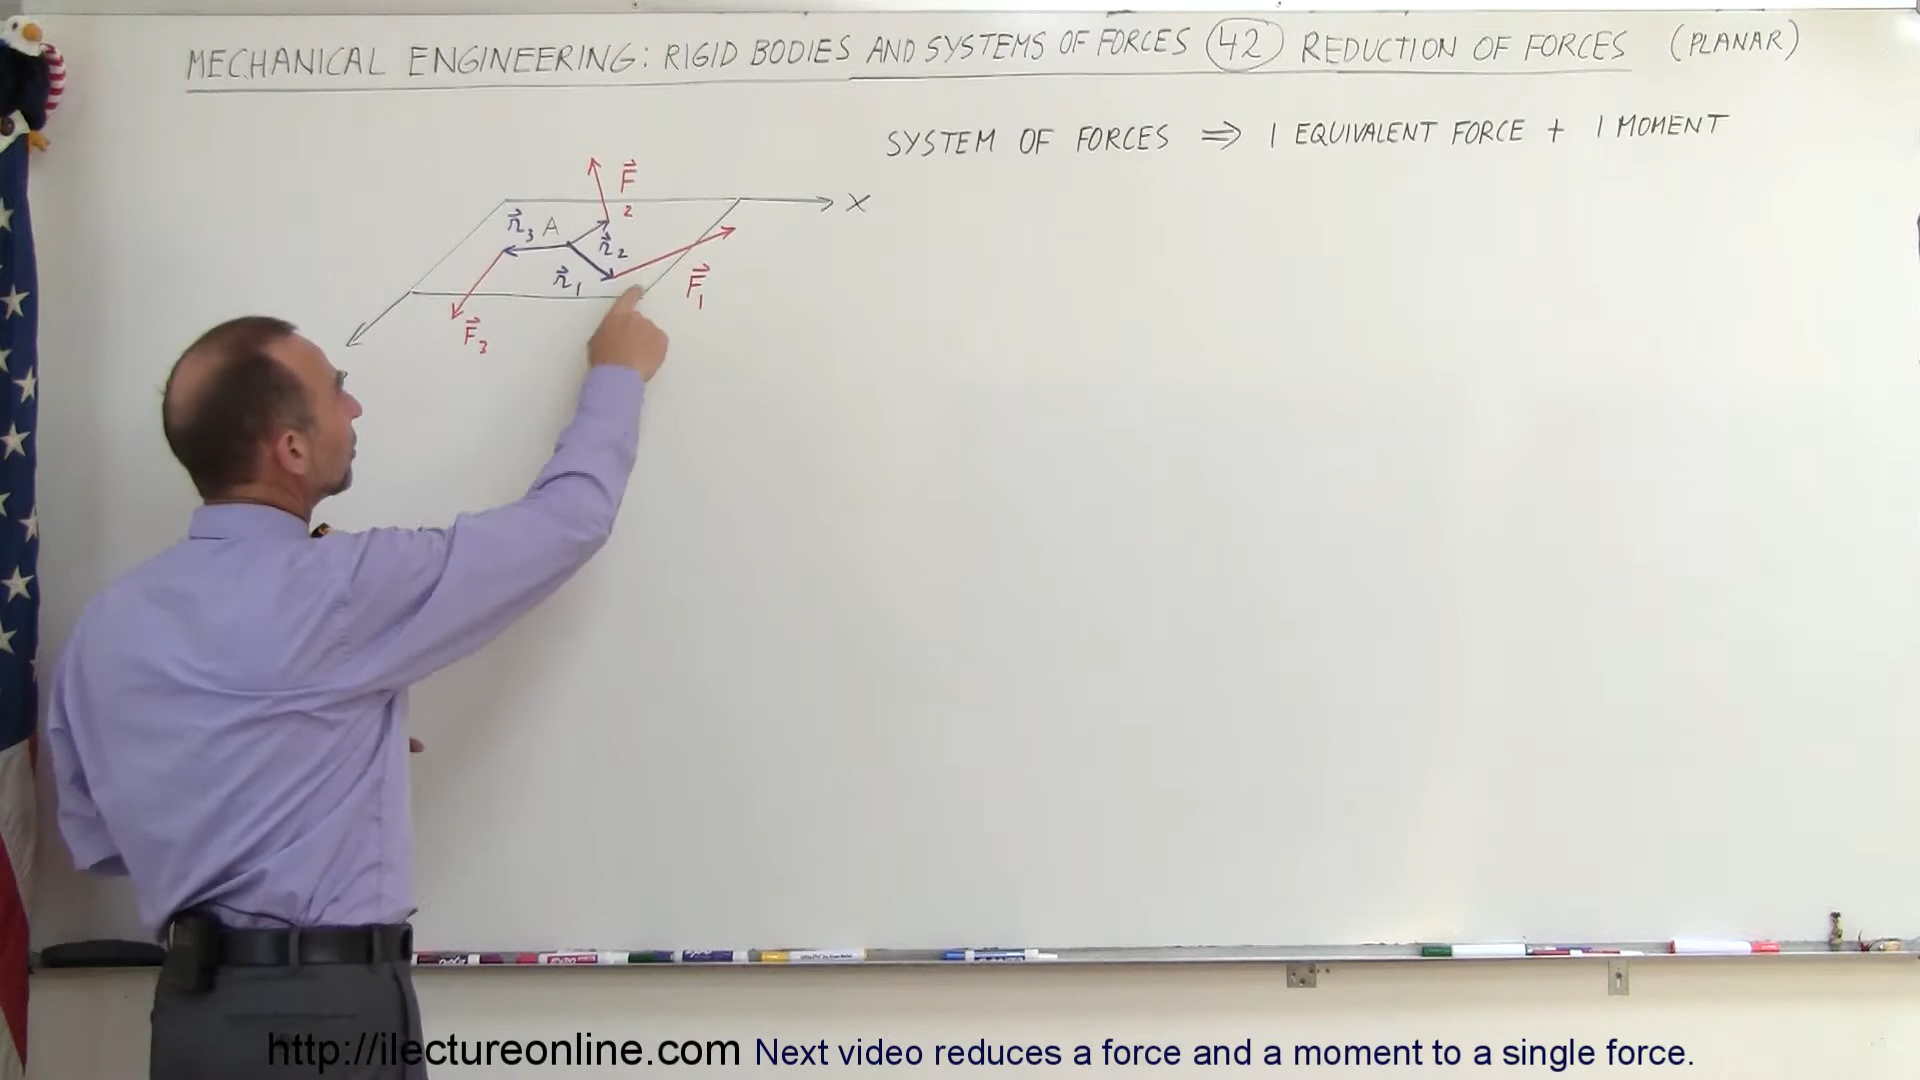 MECHANICAL ENGINEERING: RIGID BODIES AND SYSTEMS OF FORCES 42 REDUCTION OF FORCES (PLANAR)
SYSTEM OF FORCES ⇒ 1 EQUIVALENT FORCE + 1 MOMENT
F⃗2
X
r⃗3 A
r⃗2
r⃗1
F⃗1
F⃗3
http://ilectureonline.com Next video reduces a force and a moment to a single force.